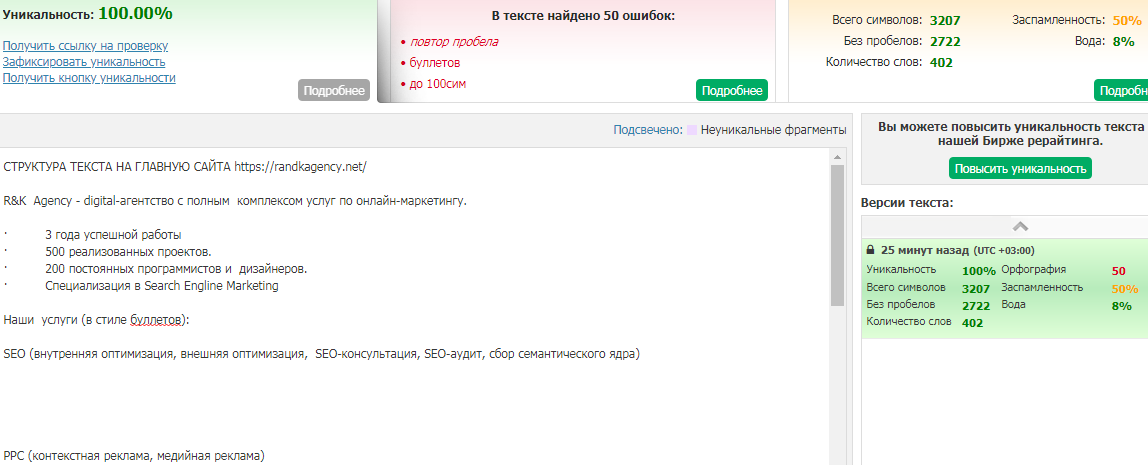 Уникальность: 100.00%
Получить ссылку на проверку
Зафиксировать уникальность
Получить кнопку уникальности
Подробнее
В тексте найдено 50 ошибок:
• повтор пробела
• буллетов
• до 100сим
Подробнее
Всего символов: 3207
Без пробелов: 2722
Количество слов: 402
Заспамленность: 50%
Вода: 8%
Подробн
Подсвечено: Неуникальные фрагменты
СТРУКТУРА ТЕКСТА НА ГЛАВНУЮ САЙТА https://randkagency.net/
R&K  Agency - digital-агентство с полным  комплексом услуг по онлайн-маркетингу.
· 3 года успешной работы
· 500 реализованных проектов.
· 200 постоянных программистов и  дизайнеров.
· Специализация в Search Engline Marketing
Наши  услуги (в стиле буллетов):
SEO (внутренняя оптимизация, внешняя оптимизация,  SEO-консультация, SEO-аудит, сбор семантического ядра)
PPC (контекстная реклама, медийная реклама)
Вы можете повысить уникальность текста
нашей Бирже рерайтинга.
Повысить уникальность
Версии текста:
25 минут назад (UTC +03:00)
Уникальность 100% Орфография 50
Всего символов 3207 Заспамленность 50%
Без пробелов 2722 Вода 8%
Количество слов 402